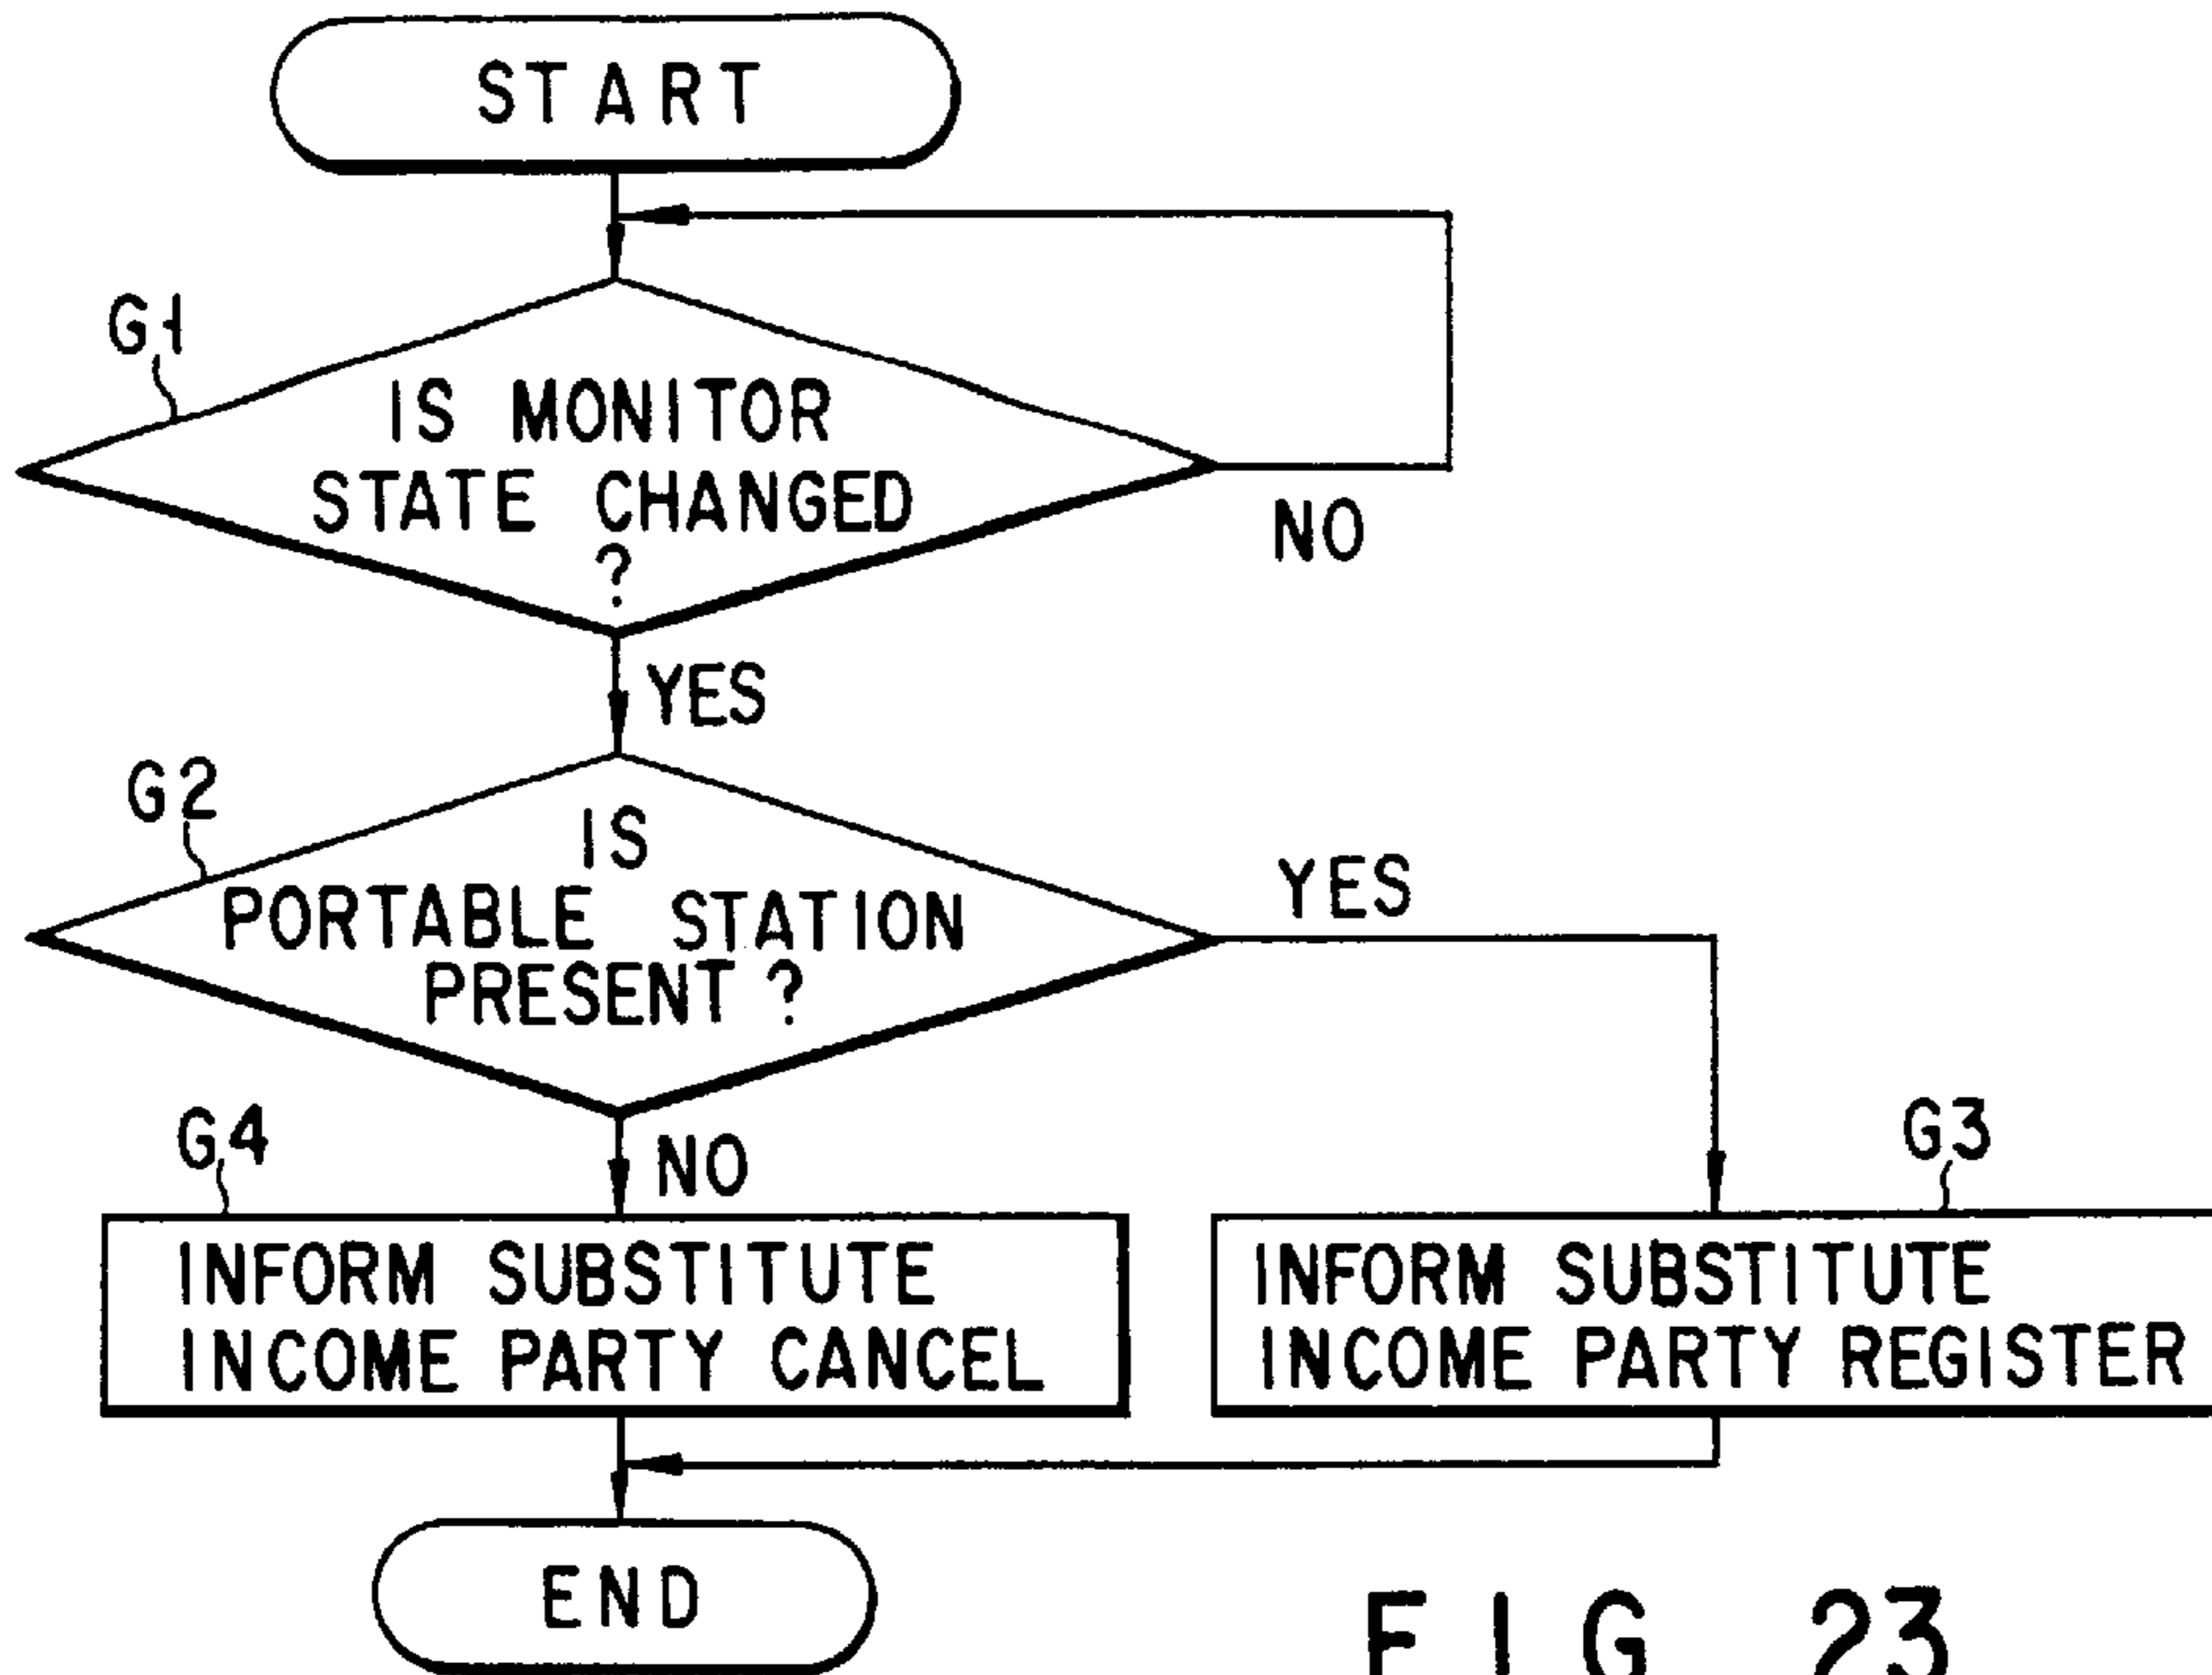 START
G1
IS MONITOR
STATE CHANGED
?
NO
YES
G2
IS
PORTABLE STATION
PRESENT ?
YES
NO
G4
INFORM SUBSTITUTE
INCOME PARTY CANCEL
G3
INFORM SUBSTITUTE
INCOME PARTY REGISTER
END
FIG 23